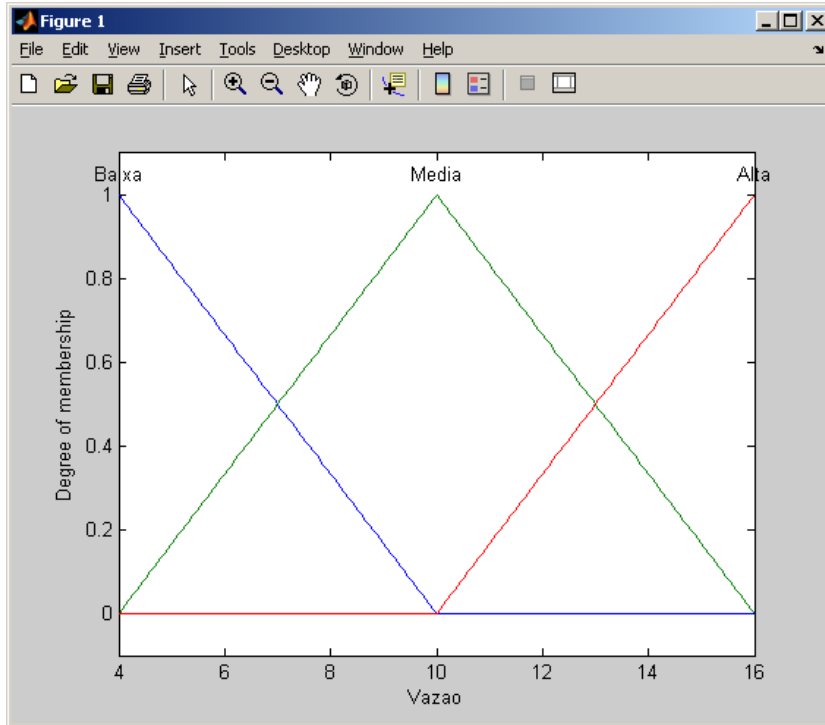 Figure 1
File Edit View Insert Tools Desktop Window Help
Baixa Media Alta
1
0.8
0.6
0.4
0.2
0
Degree of membership
4 6 8 10 12 14 16
Vazao